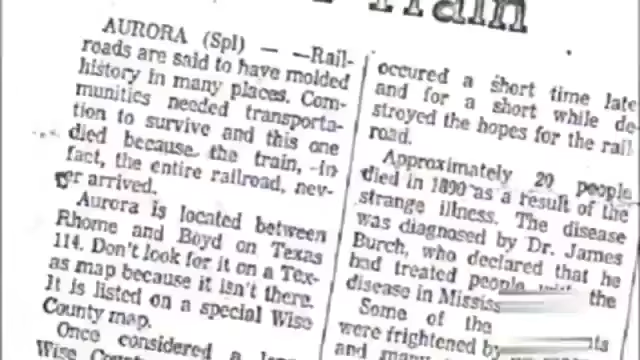 Train
AURORA (Spl) — —Rail-
roads are said to have molded
history in many places. Com-
munities needed transporta-
tion to survive and this one
died because the train, in
fact, the entire railroad, nev-
er arrived.
Aurora is located between
Rhome and Boyd on Texas
114. Don't look for it on a Tex-
as map because it isn't there.
It is listed on a special Wise
County map.
Once considered a
Wise
occured a short time late
and for a short while de
stroyed the hopes for the rail
road.
Approximately 20 people
died in 1890 as a result of the
strange illness. The disease
was diagnosed by Dr. James
Burch, who declared that he
had treated people with the
disease in Mississ
Some of the
were frightened by
and many